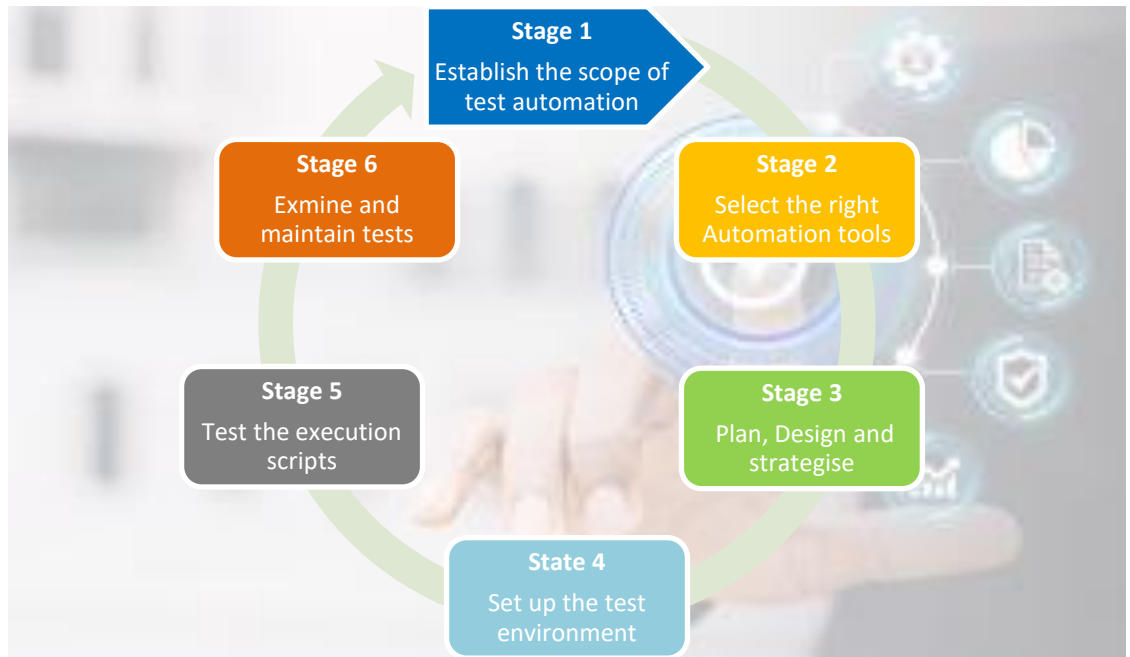 Stage 1
Establish the scope of
test automation
Stage 2
Select the right
Automation tools
Stage 3
Plan, Design and
strategise
State 4
Set up the test
environment
Stage 5
Test the execution
scripts
Stage 6
Exmine and
maintain tests